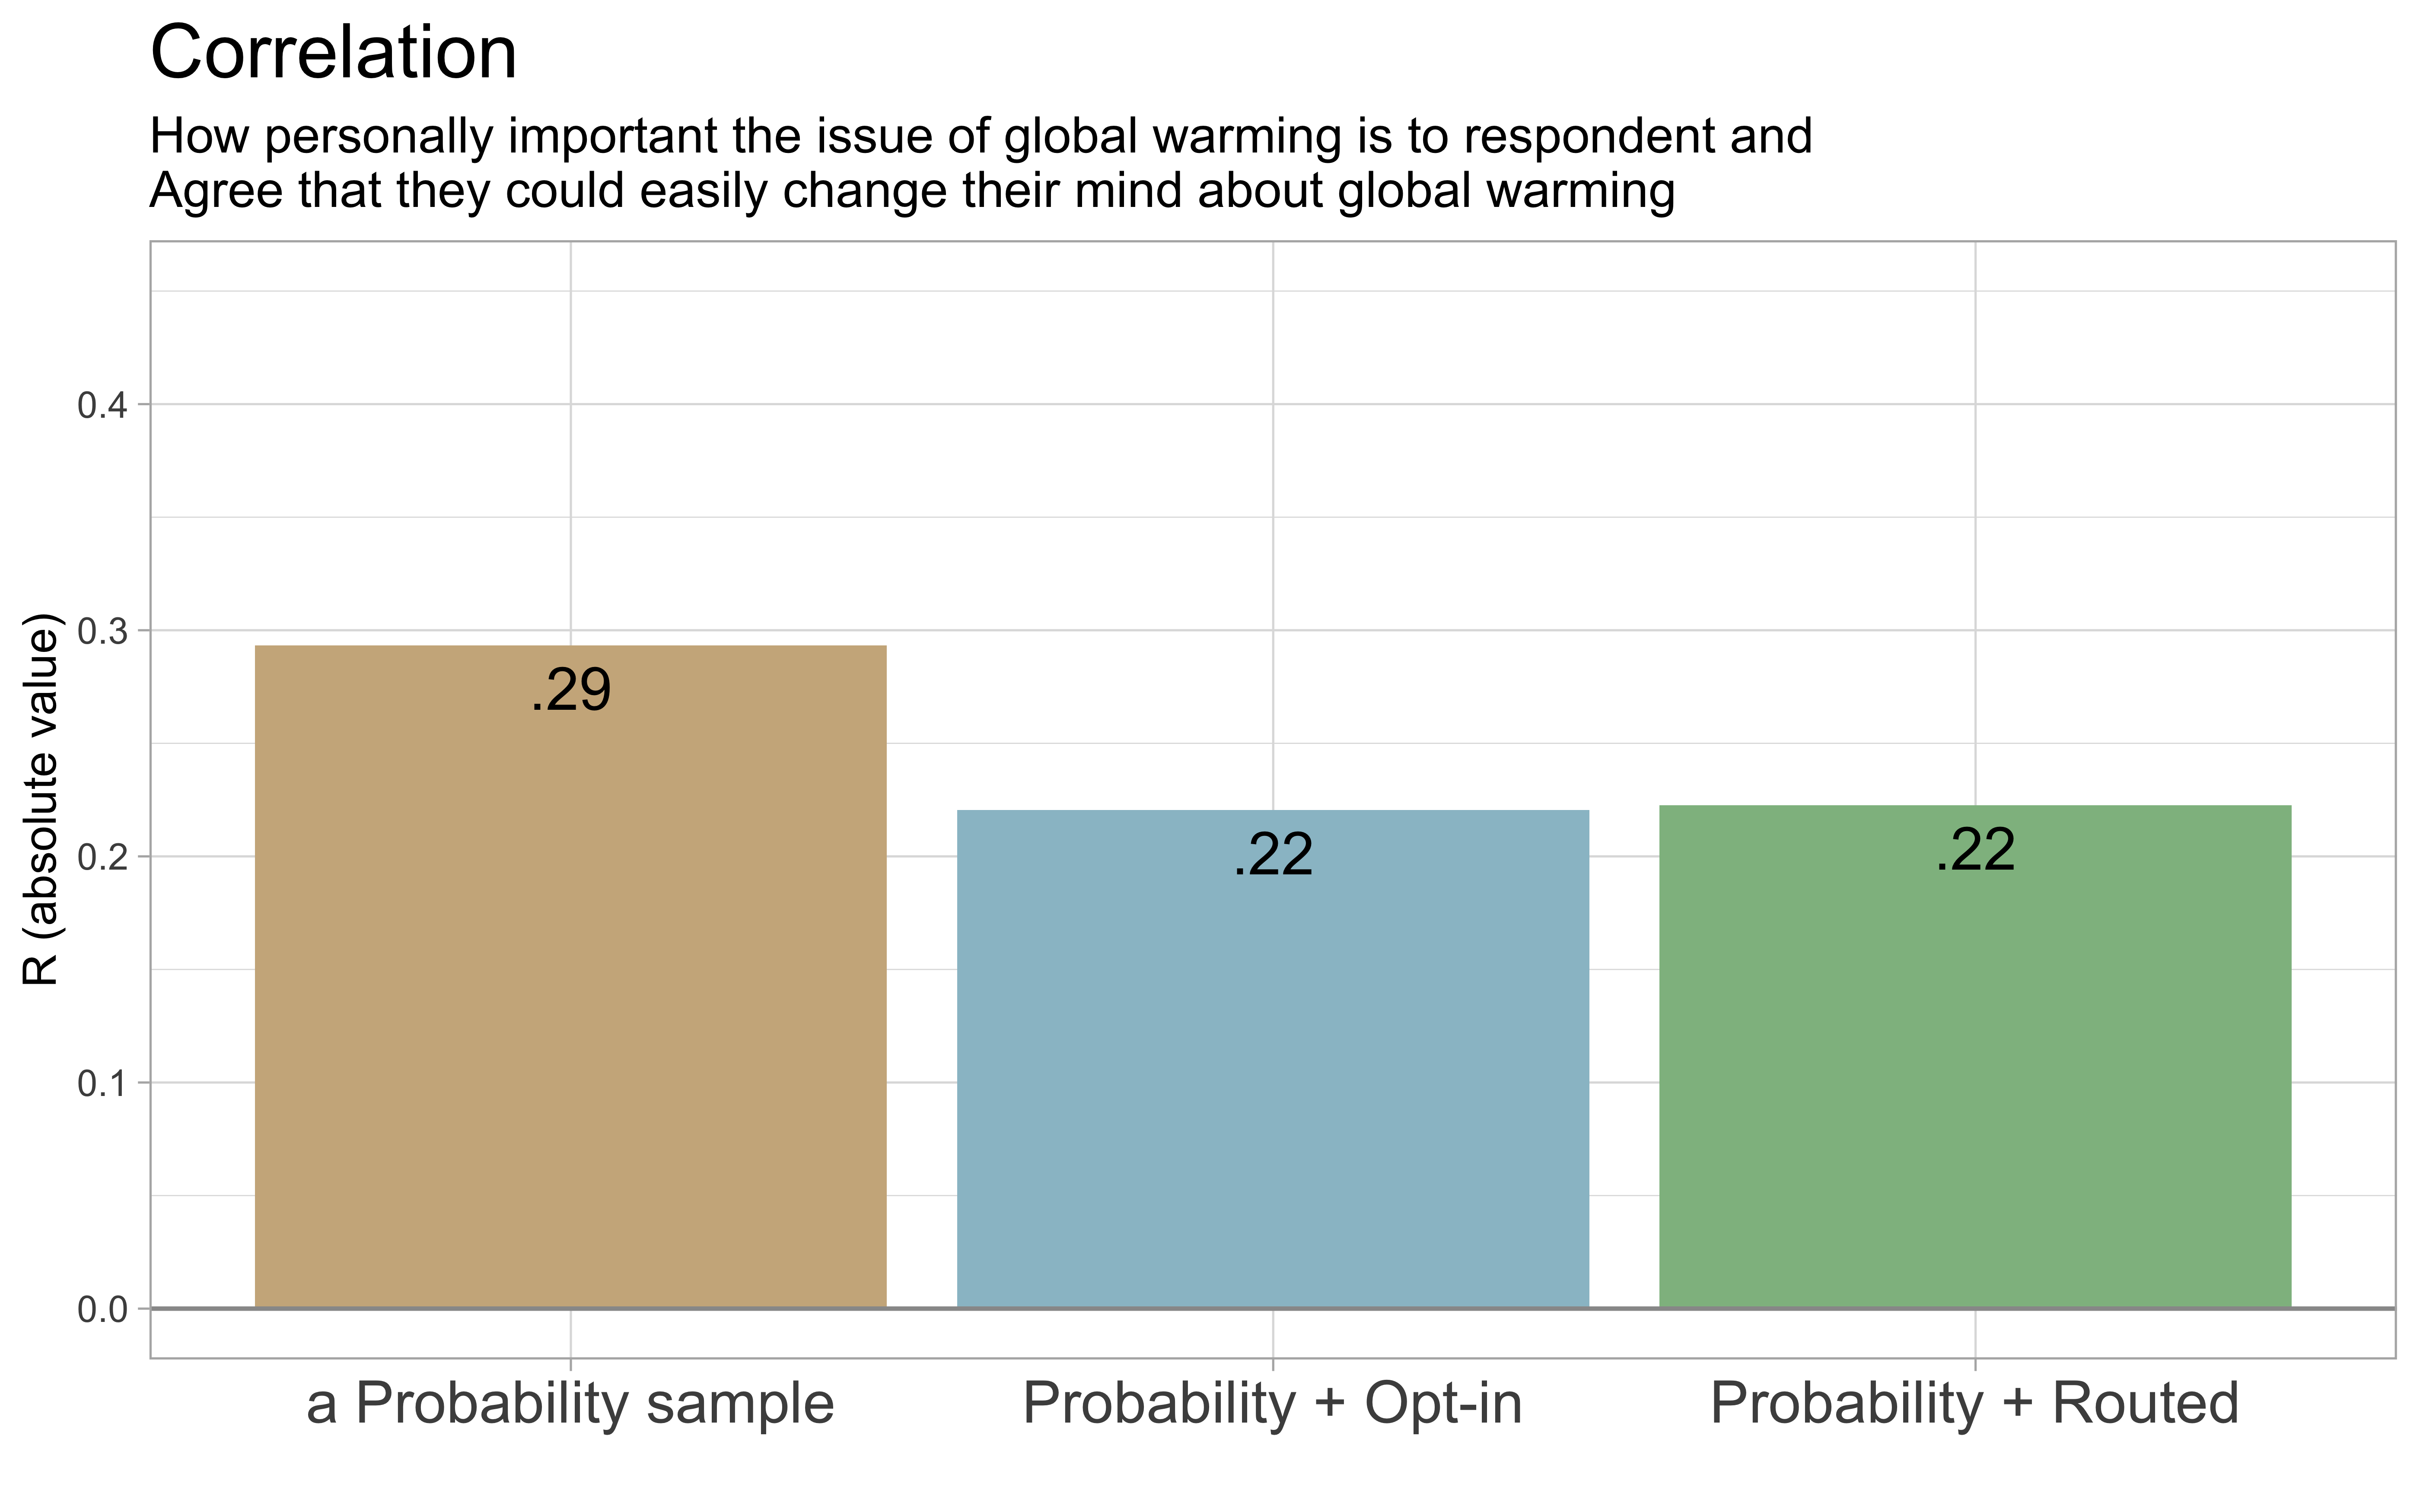 Correlation
How personally important the issue of global warming is to respondent and
Agree that they could easily change their mind about global warming
R (absolute value)
0.4
0.3
0.2
0.1
0.0
.29
.22
.22
a Probability sample
Probability + Opt-in
Probability + Routed